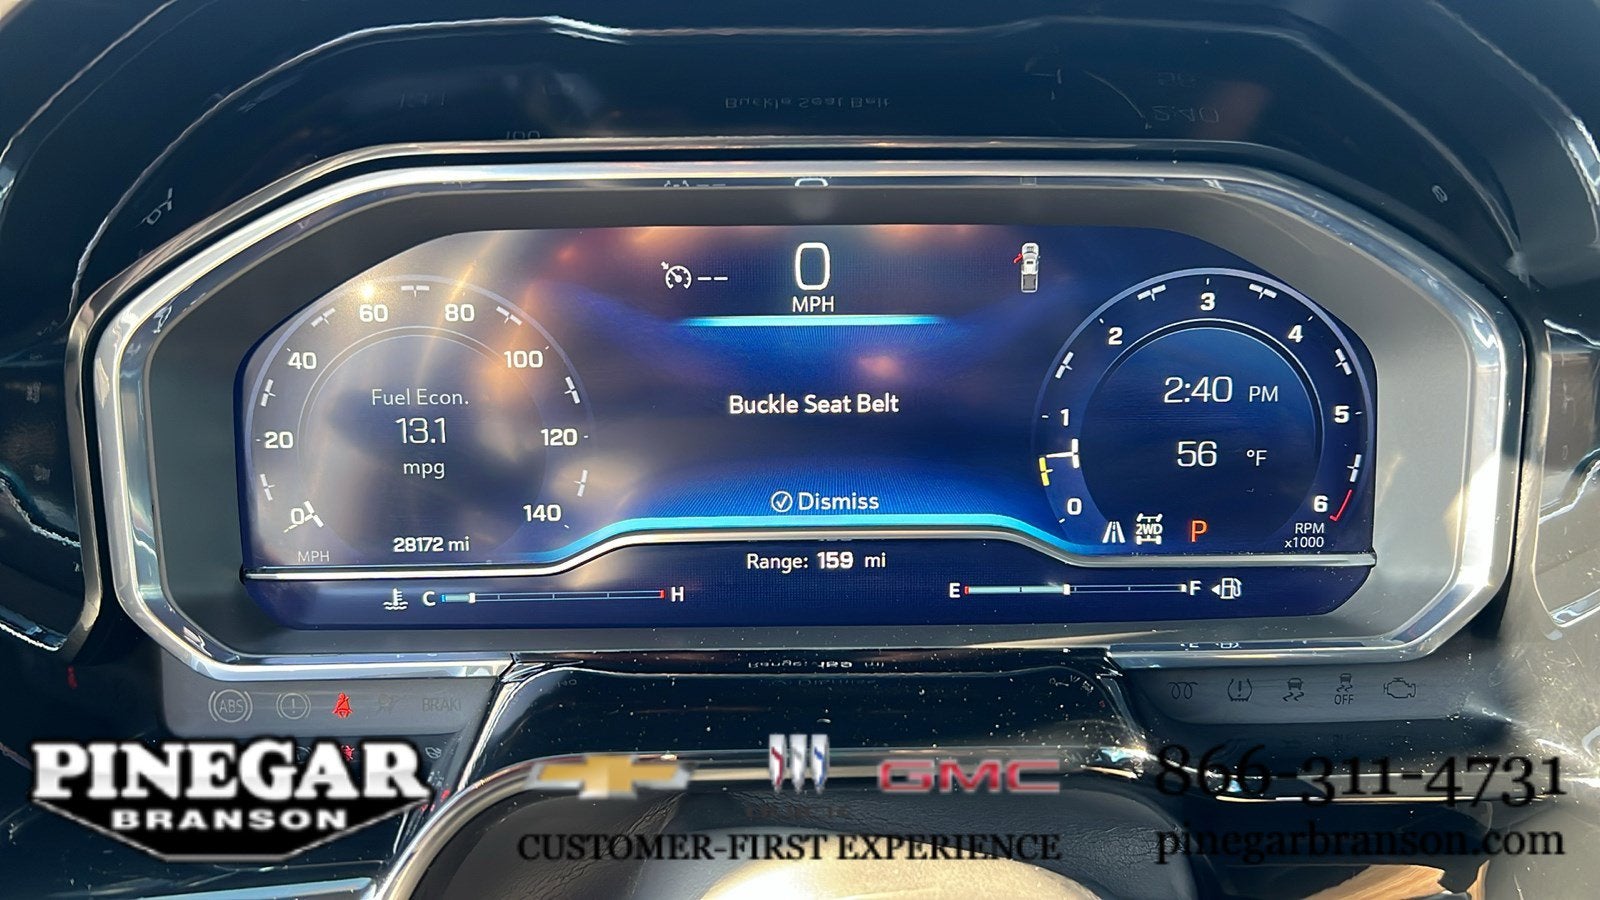 0
MPH
60 80
40 100
20 120
0 140
MPH
Fuel Econ.
13.1
mpg
28172 mi
Buckle Seat Belt
Dismiss
Range: 159 mi
3
2 4
1 5
0 6
2:40 PM
56 °F
2WD P
RPM
x1000
C H
E F
ABS
BRAKE
OFF
PINEGAR
BRANSON
GMC
CUSTOMER-FIRST EXPERIENCE
866-311-4731
pinegarbranson.com